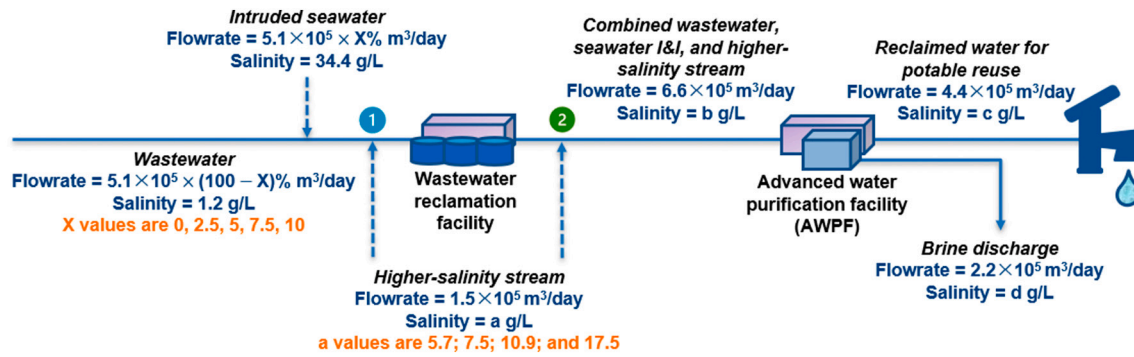 Intruded seawater
Flowrate = 5.1×10⁵ × X% m³/day
Salinity = 34.4 g/L
Combined wastewater,
seawater I&I, and higher-
salinity stream
Flowrate = 6.6×10⁵ m³/day
Salinity = b g/L
Reclaimed water for
potable reuse
Flowrate = 4.4×10⁵ m³/day
Salinity = c g/L
1
2
Wastewater
Flowrate = 5.1×10⁵ × (100 − X)% m³/day
Salinity = 1.2 g/L
X values are 0, 2.5, 5, 7.5, 10
Wastewater
reclamation
facility
Advanced water
purification facility
(AWPF)
Higher-salinity stream
Flowrate = 1.5×10⁵ m³/day
Salinity = a g/L
a values are 5.7; 7.5; 10.9; and 17.5
Brine discharge
Flowrate = 2.2×10⁵ m³/day
Salinity = d g/L